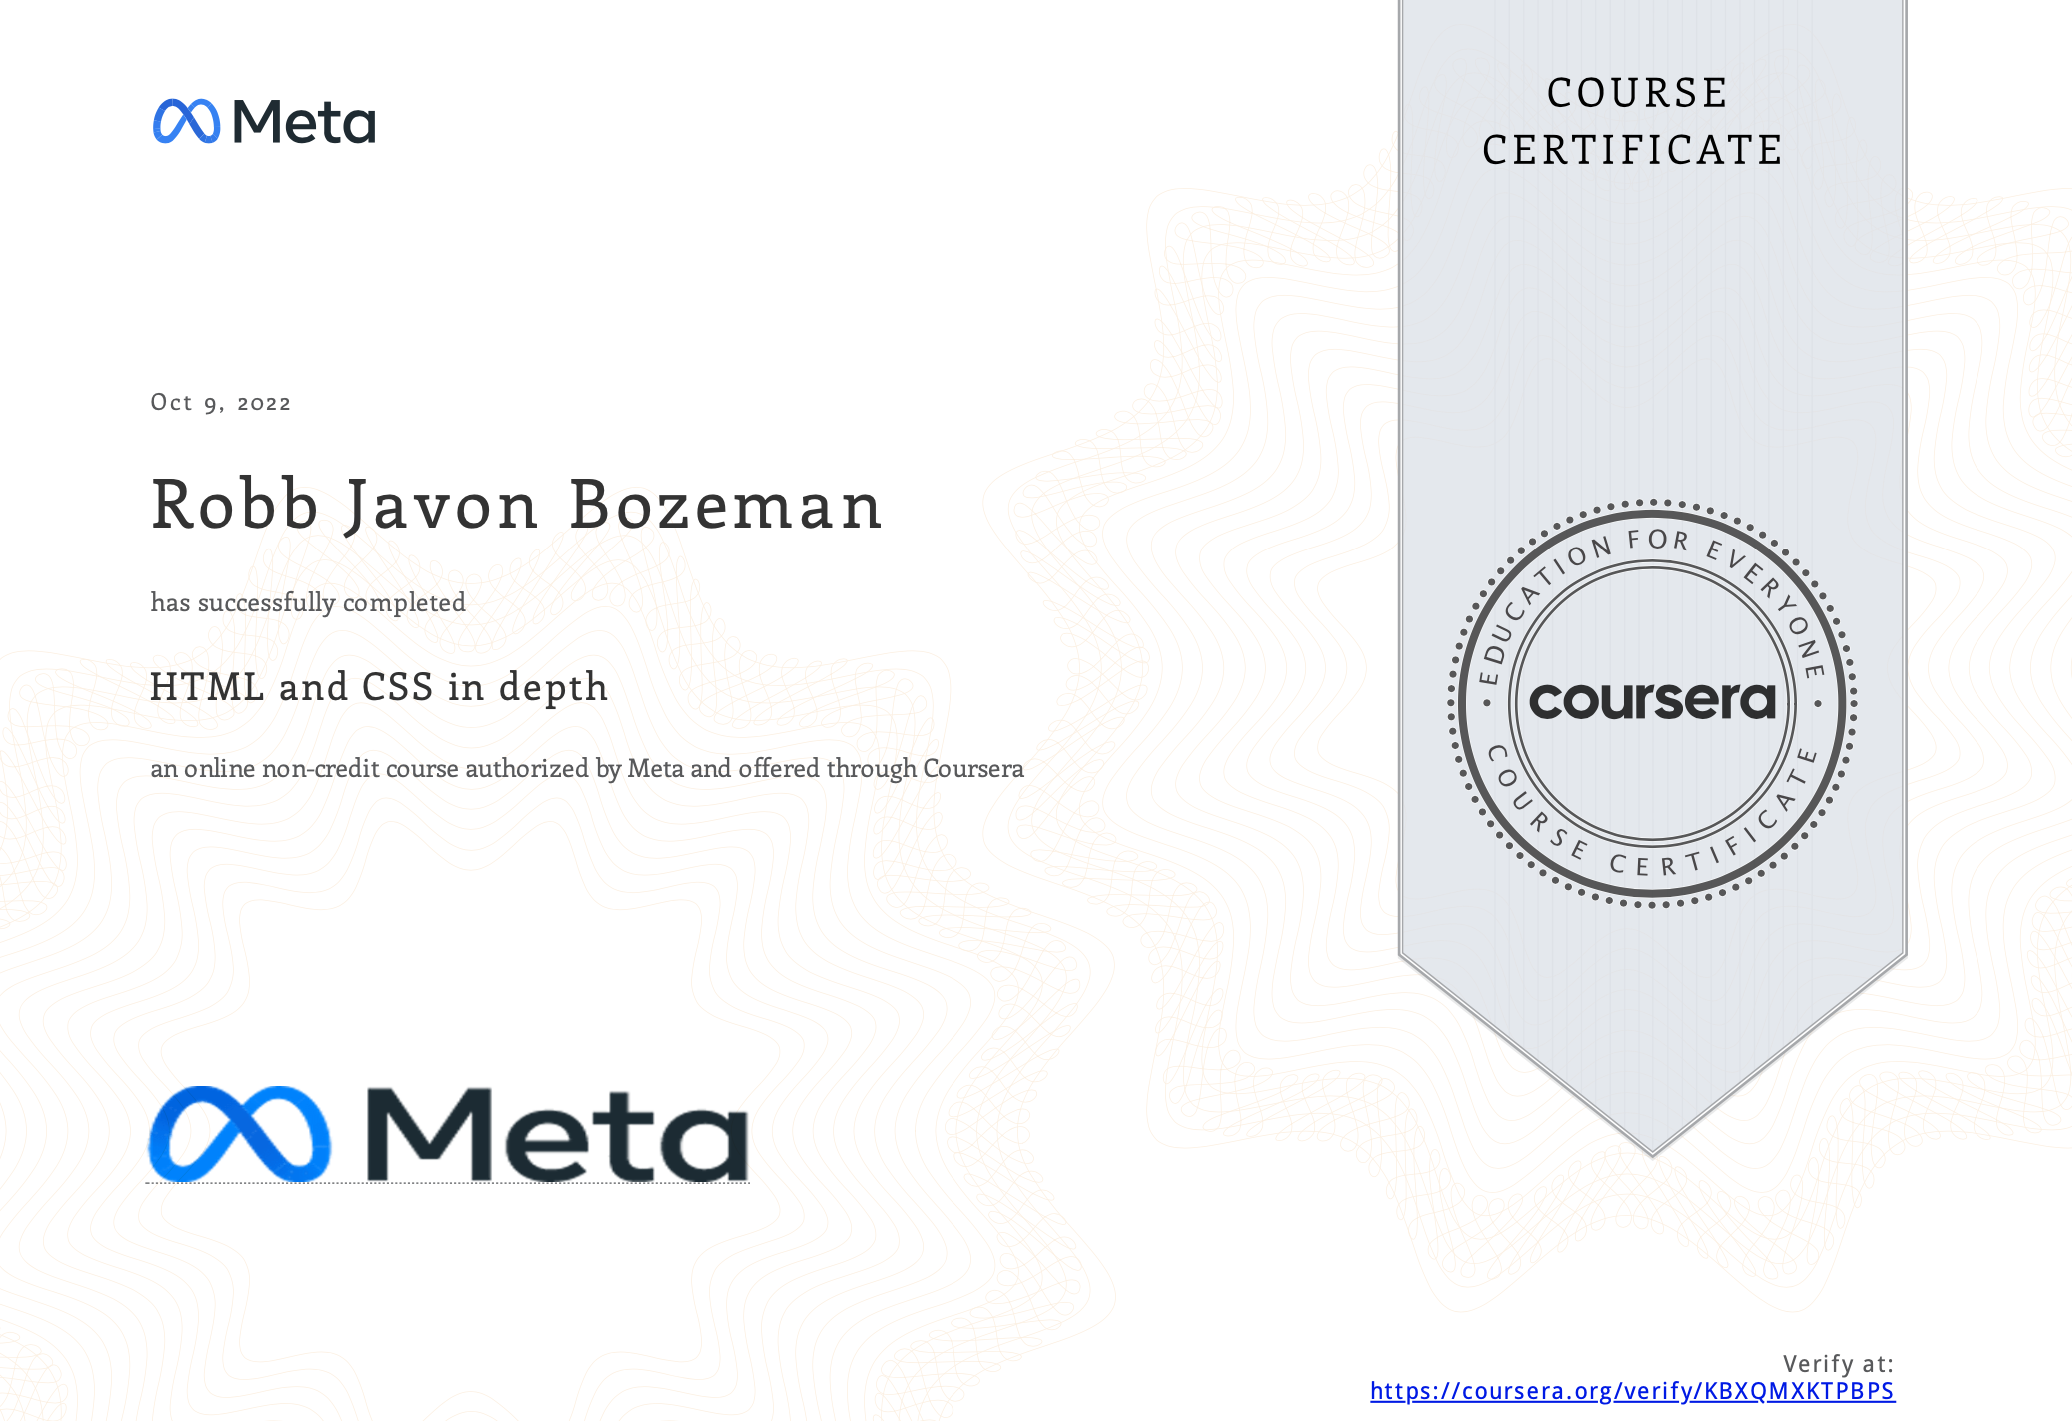 Meta
COURSE
CERTIFICATE
Oct 9, 2022
Robb Javon Bozeman
has successfully completed
HTML and CSS in depth
an online non-credit course authorized by Meta and offered through Coursera
EDUCATION FOR EVERYONE
coursera
COURSE CERTIFICATE
Meta
Verify at:
https://coursera.org/verify/KBXQMXKTPBPS